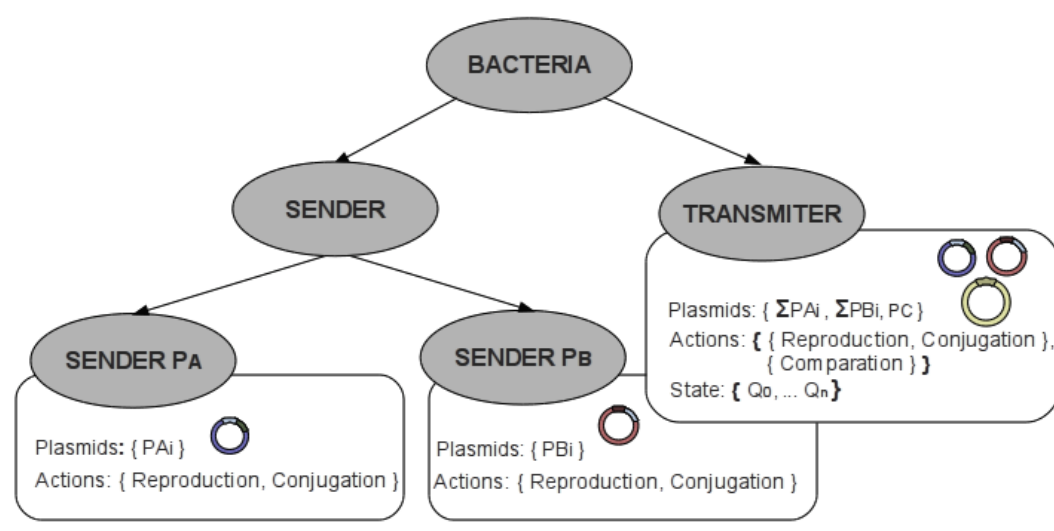 BACTERIA
SENDER
TRANSMITER
Plasmids: { ΣPAi , ΣPBi, PC }
Actions: { { Reproduction, Conjugation },
{ Comparation } }
State: { Q0, ... Qn }
SENDER PA
Plasmids: { PAi }
Actions: { Reproduction, Conjugation }
SENDER PB
Plasmids: { PBi }
Actions: { Reproduction, Conjugation }